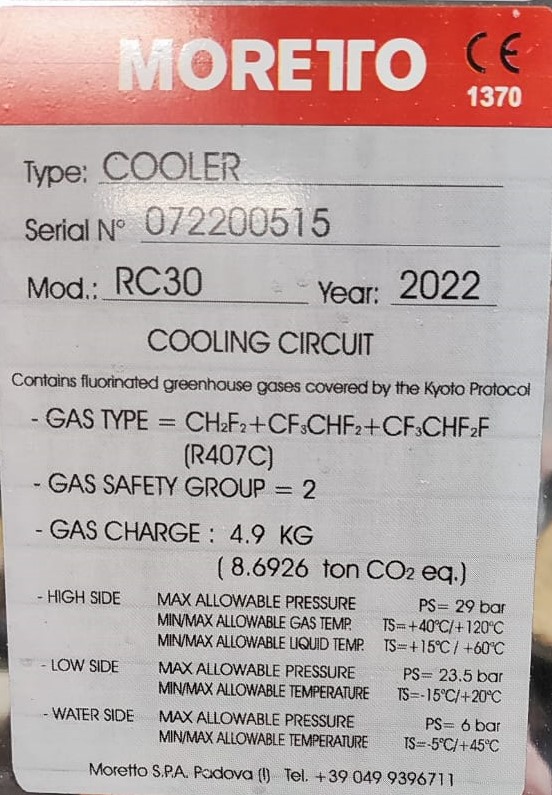 MORETTO CE
1370
Type: COOLER
Serial N° 072200515
Mod.: RC30 Year: 2022
COOLING CIRCUIT
Contains fluorinated greenhouse gases covered by the Kyoto Protocol
- GAS TYPE = CH₂F₂+CF₃CHF₂+CF₃CHF₂F
(R407C)
- GAS SAFETY GROUP = 2
- GAS CHARGE : 4.9 KG
( 8.6926 ton CO₂ eq.)
- HIGH SIDE MAX ALLOWABLE PRESSURE PS= 29 bar
MIN/MAX ALLOWABLE GAS TEMP. TS=+40°C/+120°C
MIN/MAX ALLOWABLE LIQUID TEMP. TS=+15°C / +60°C
- LOW SIDE MAX ALLOWABLE PRESSURE PS= 23.5 bar
MIN/MAX ALLOWABLE TEMPERATURE TS=-15°C/+20°C
- WATER SIDE MAX ALLOWABLE PRESSURE PS= 6 bar
MIN/MAX ALLOWABLE TEMPERATURE TS=-5°C/+45°C
Moretto S.P.A. Padova (I) Tel. +39 049 9396711